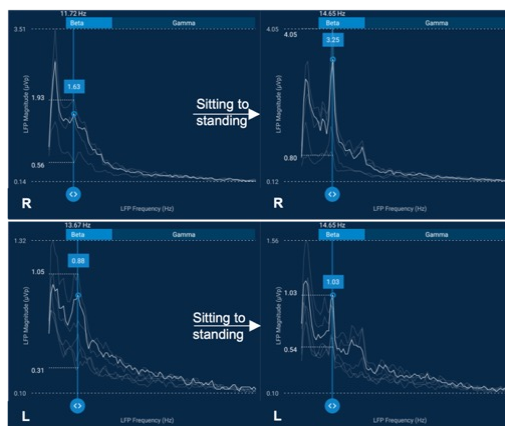 11.72 Hz
Beta
Gamma
3.51
1.93
0.56
0.14
1.63
LFP Magnitude (μVp)
LFP Frequency (Hz)
R
Sitting to
standing
14.65 Hz
Beta
Gamma
4.05
4.05
0.80
0.12
3.25
LFP Magnitude (μVp)
LFP Frequency (Hz)
R
13.67 Hz
Beta
Gamma
1.32
1.05
0.31
0.10
0.88
LFP Magnitude (μVp)
LFP Frequency (Hz)
L
Sitting to
standing
14.65 Hz
Beta
Gamma
1.56
1.03
0.54
0.10
1.03
LFP Magnitude (μVp)
LFP Frequency (Hz)
L